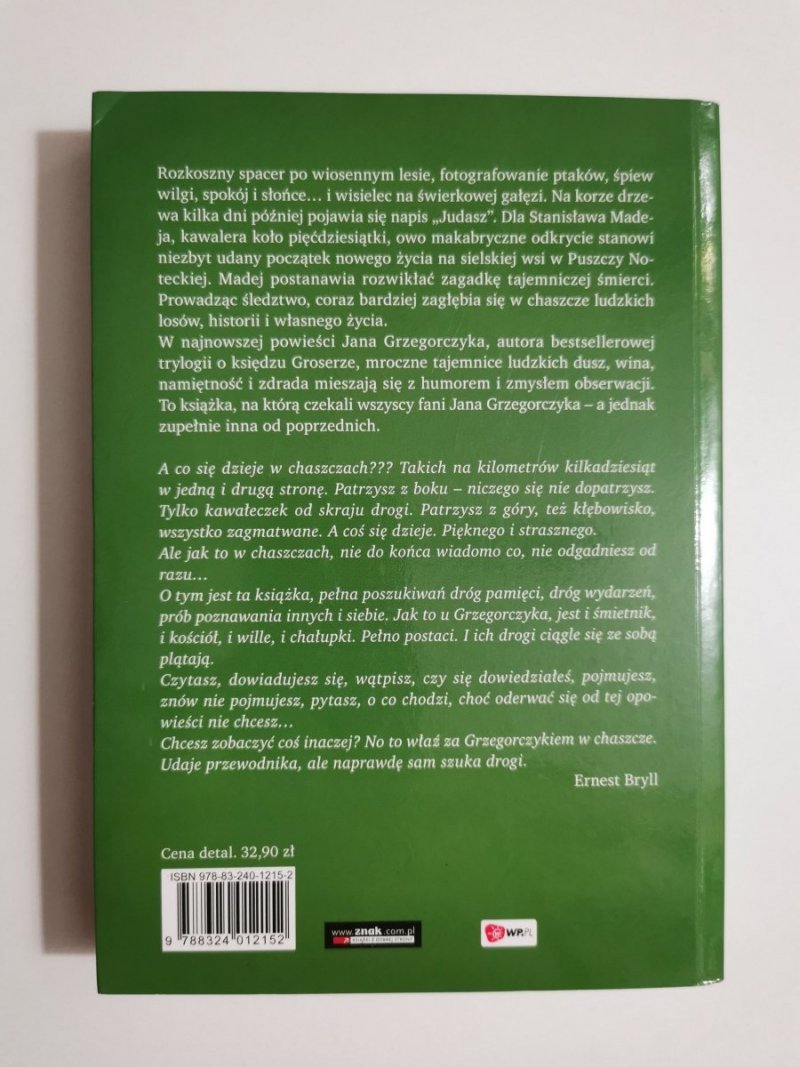 Rozkoszny spacer po wiosennym lesie, fotografowanie ptaków, śpiew
wilgi, spokój i słońce... i wisielec na świerkowej gałęzi. Na korze drze-
wa kilka dni później pojawia się napis „Judasz”. Dla Stanisława Made-
ja, kawalera koło pięćdziesiątki, owo makabryczne odkrycie stanowi
niezbyt udany początek nowego życia na sielskiej wsi w Puszczy No-
teckiej. Madej postanawia rozwikłać zagadkę tajemniczej śmierci.
Prowadząc śledztwo, coraz bardziej zagłębia się w chaszcze ludzkich
losów, historii i własnego życia.
W najnowszej powieści Jana Grzegorczyka, autora bestsellerowej
trylogii o księdzu Groserze, mroczne tajemnice ludzkich dusz, wina,
namiętność i zdrada mieszają się z humorem i zmysłem obserwacji.
To książka, na którą czekali wszyscy fani Jana Grzegorczyka – a jednak
zupełnie inna od poprzednich.
A co się dzieje w chaszczach??? Takich na kilometrów kilkadziesiąt
w jedną i drugą stronę. Patrzysz z boku – niczego się nie dopatrzysz.
Tylko kawałeczek od skraju drogi. Patrzysz z góry, też kłębowisko,
wszystko zagmatwane. A coś się dzieje. Pięknego i strasznego.
Ale jak to w chaszczach, nie do końca wiadomo co, nie odgadniesz od
razu...
O tym jest ta książka, pełna poszukiwań dróg pamięci, dróg wydarzeń,
prób poznawania innych i siebie. Jak to u Grzegorczyka, jest i śmietnik,
i kościół, i wille, i chałupki. Pełno postaci. I ich drogi ciągle się ze sobą
plątają.
Czytasz, dowiadujesz się, wątpisz, czy się dowiedziałeś, pojmujesz,
znów nie pojmujesz, pytasz, o co chodzi, choć oderwać się od tej opo-
wieści nie chcesz...
Chcesz zobaczyć coś inaczej? No to właź za Grzegorczykiem w chaszcze.
Udaje przewodnika, ale naprawdę sam szuka drogi.
Ernest Bryll
Cena detal. 32,90 zł
ISBN 978-83-240-1215-2
9 788324 012152
www.znak.com.pl
KSIĄŻKI Z DOBREJ STRONY
WP.PL